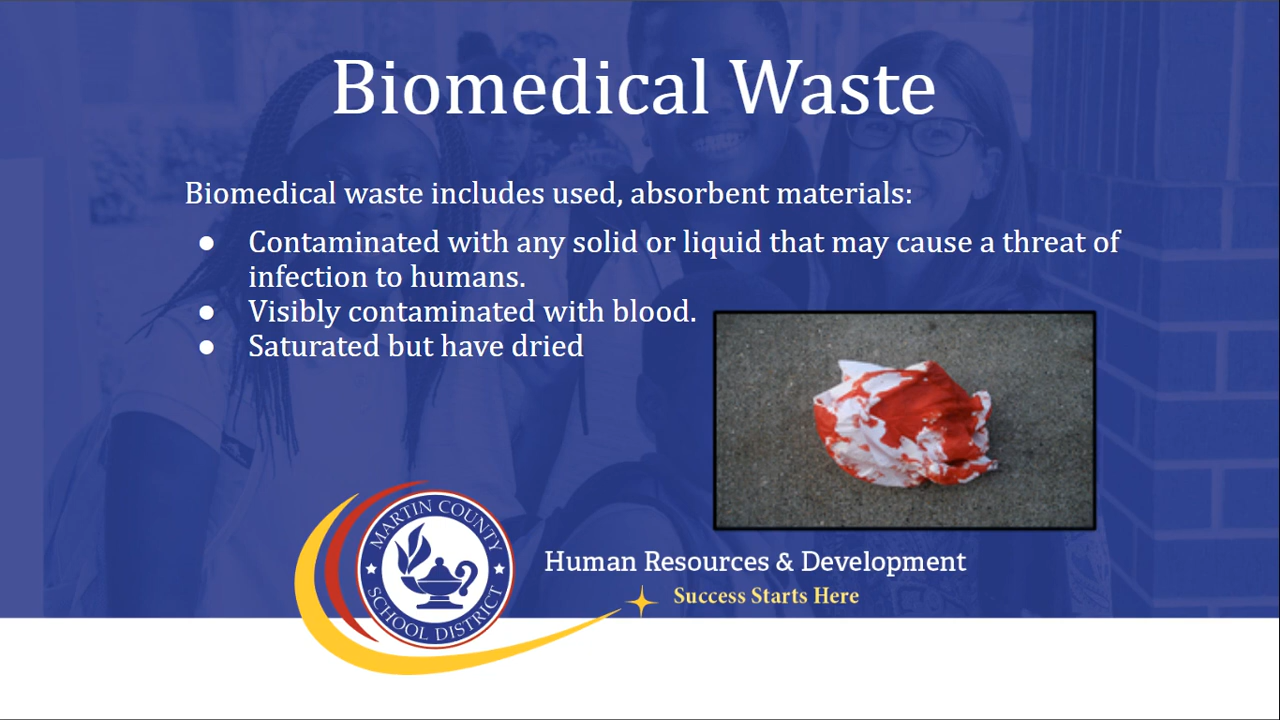 Biomedical Waste
Biomedical waste includes used, absorbent materials:
● Contaminated with any solid or liquid that may cause a threat of
infection to humans.
● Visibly contaminated with blood.
● Saturated but have dried
MARTIN COUNTY
SCHOOL DISTRICT
Human Resources & Development
Success Starts Here